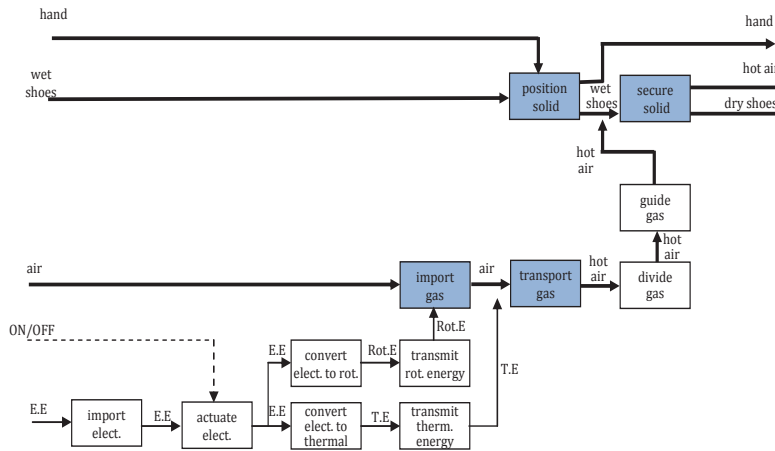 hand
hand
wet
shoes
position
solid
wet
shoes
secure
solid
hot air
dry shoes
hot
air
guide
gas
hot
air
air
import
gas
air
transport
gas
hot
air
divide
gas
ON/OFF
Rot.E
E.E
convert
elect. to rot.
Rot.E
transmit
rot. energy
T.E
E.E
import
elect.
E.E
actuate
elect.
E.E
convert
elect. to
thermal
T.E
transmit
therm.
energy